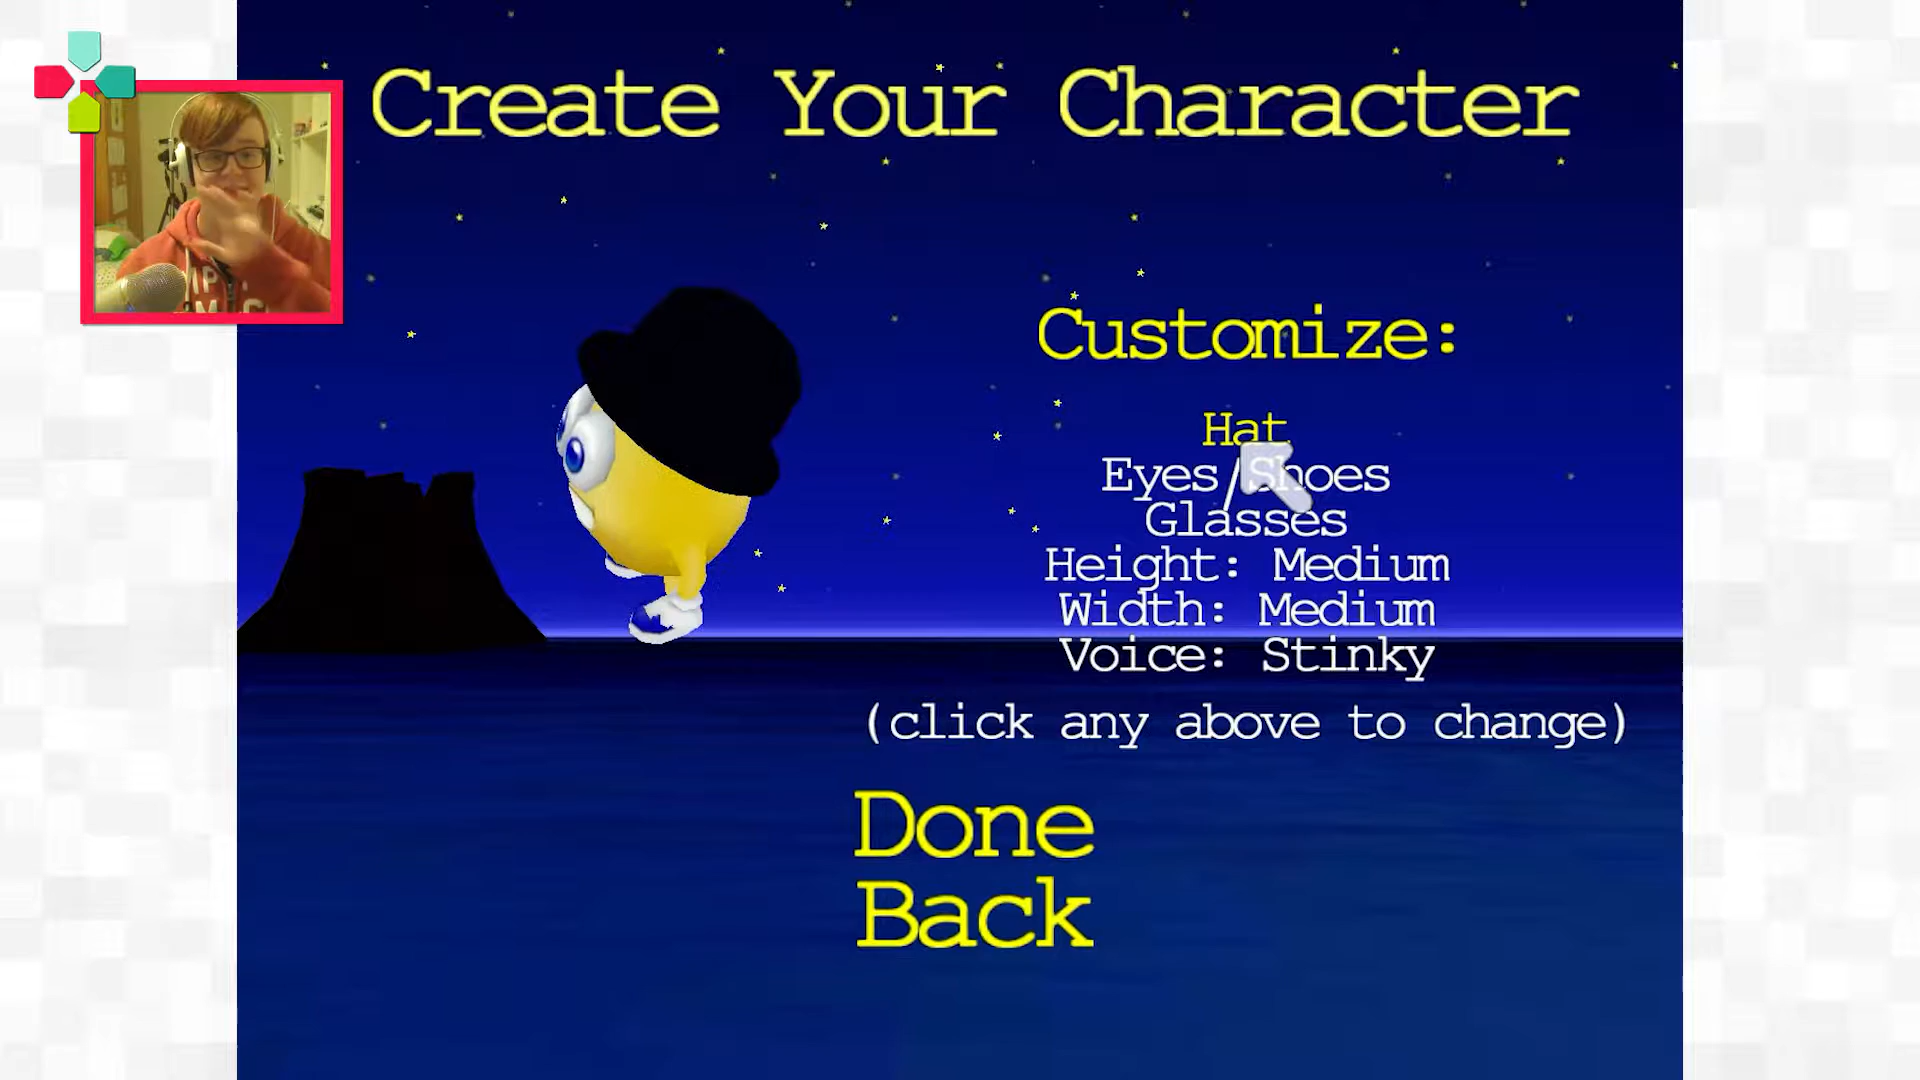 Create Your Character
Customize:
Hat
Eyes/Shoes
Glasses
Height: Medium
Width: Medium
Voice: Stinky
(click any above to change)
Done
Back